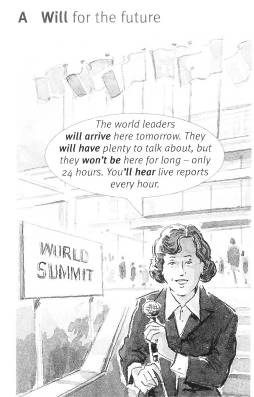 A Will for the future
The world leaders
will arrive here tomorrow. They
will have plenty to talk about, but
they won't be here for long – only
24 hours. You'll hear live reports
every hour.
WORLD
SUMMIT